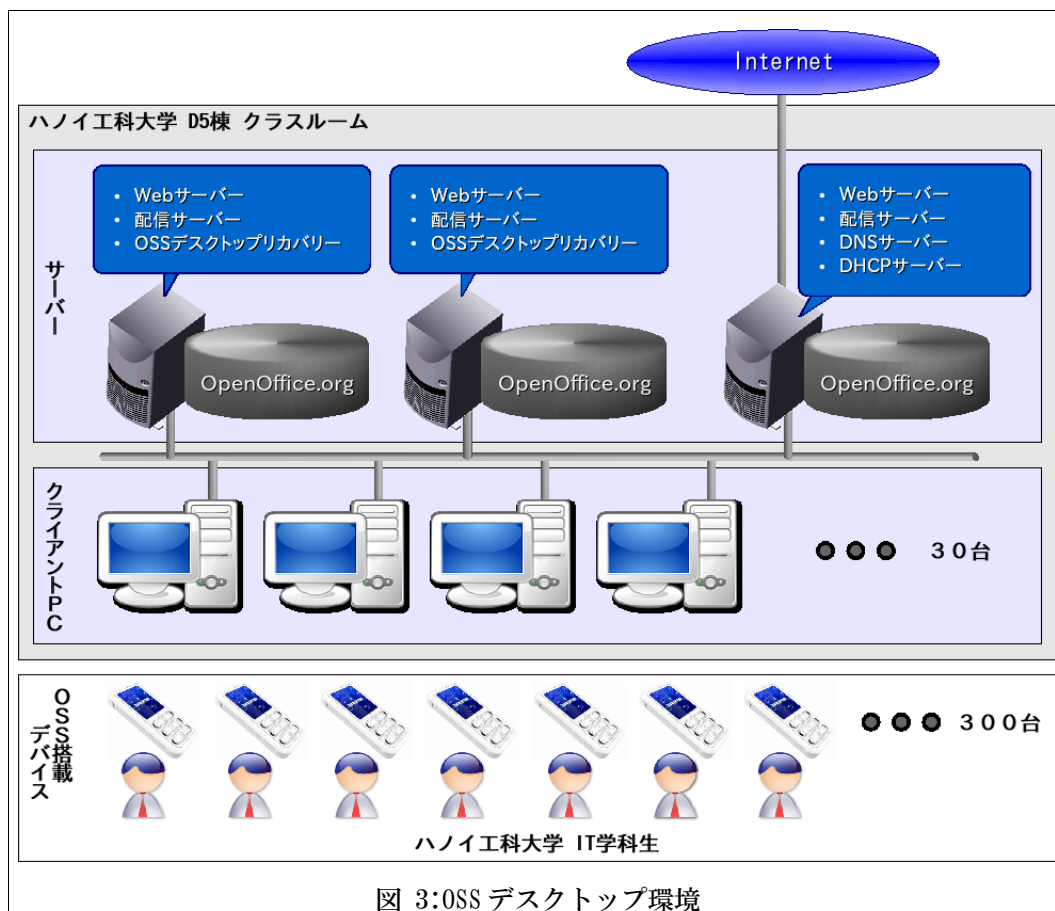 Internet
ハノイ工科大学 D5棟 クラスルーム
サーバー
• Webサーバー
• 配信サーバー
• OSSデスクトップリカバリー
• Webサーバー
• 配信サーバー
• OSSデスクトップリカバリー
• Webサーバー
• 配信サーバー
• DNSサーバー
• DHCPサーバー
OpenOffice.org
OpenOffice.org
OpenOffice.org
クライアントPC
30台
OSS搭載
デバイス
300台
ハノイ工科大学 IT学科生
図 3:OSS デスクトップ環境